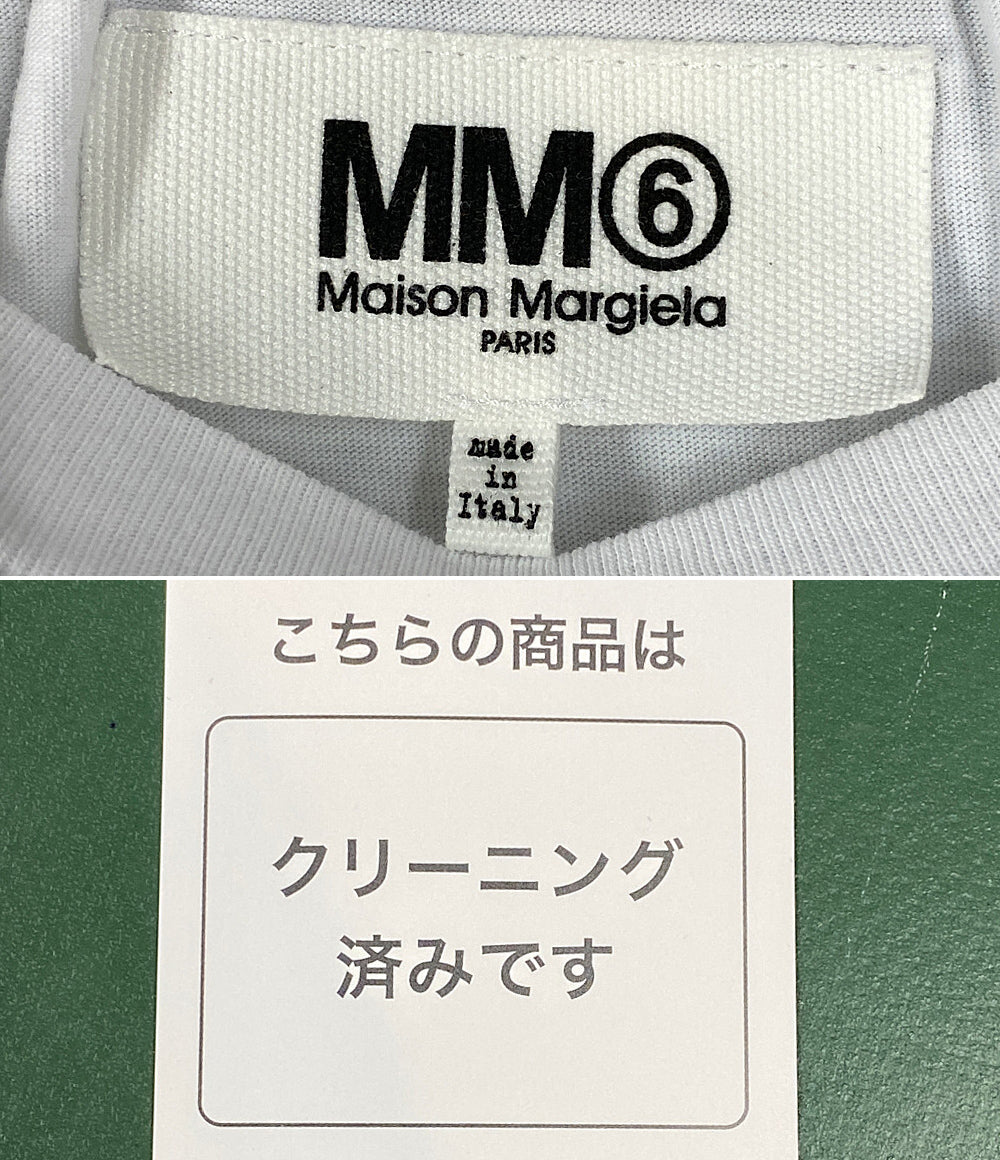 MM⑥
Maison Margiela
PARIS
made
in
Italy
こちらの商品は
クリーニング
済みです